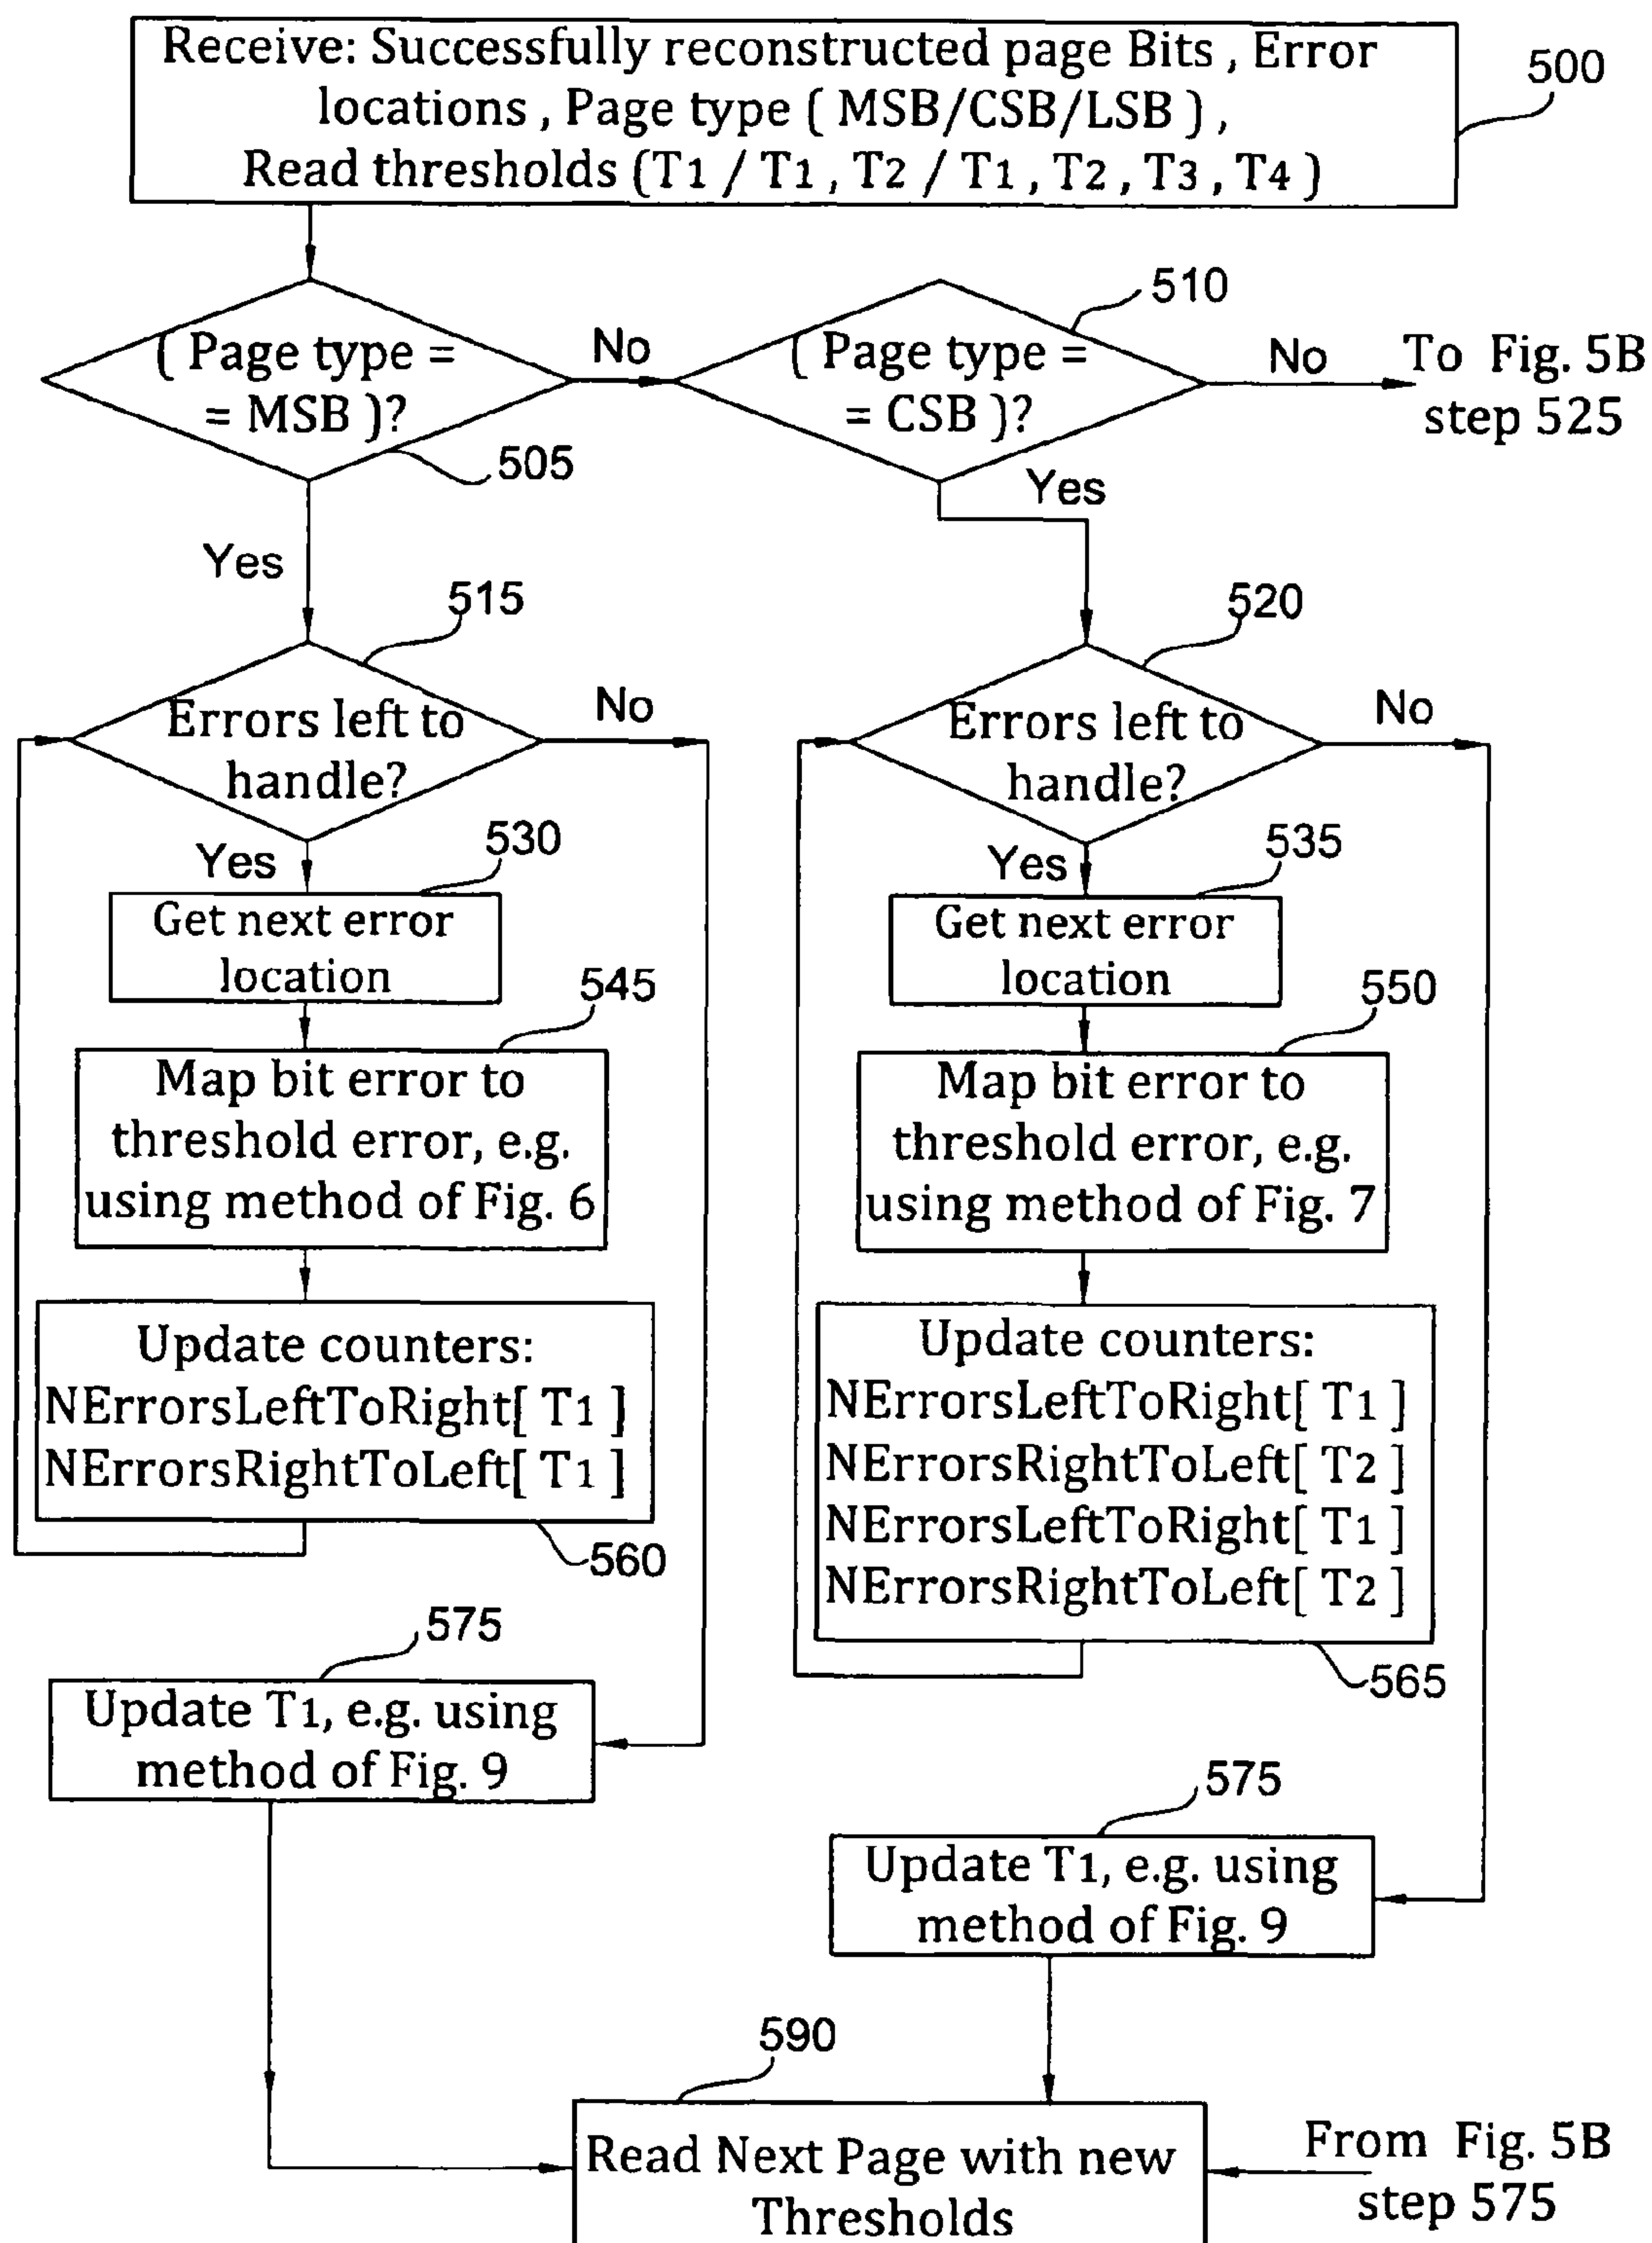 Receive: Successfully reconstructed page Bits , Error
locations , Page type ( MSB/CSB/LSB ) ,
Read thresholds (T1 / T1 , T2 / T1 , T2 , T3 , T4 )
500
( Page type =
= MSB )?
505
No
( Page type =
= CSB )?
510
No
To Fig. 5B
step 525
Yes
Yes
515
Errors left to
handle?
No
520
Errors left to
handle?
No
Yes
530
Get next error
location
Yes
535
Get next error
location
545
Map bit error to
threshold error, e.g.
using method of Fig. 6
550
Map bit error to
threshold error, e.g.
using method of Fig. 7
Update counters:
NErrorsLeftToRight[ T1 ]
NErrorsRightToLeft[ T1 ]
560
Update counters:
NErrorsLeftToRight[ T1 ]
NErrorsRightToLeft[ T2 ]
NErrorsLeftToRight[ T1 ]
NErrorsRightToLeft[ T2 ]
565
575
Update T1, e.g. using
method of Fig. 9
575
Update T1, e.g. using
method of Fig. 9
590
Read Next Page with new
Thresholds
From Fig. 5B
step 575